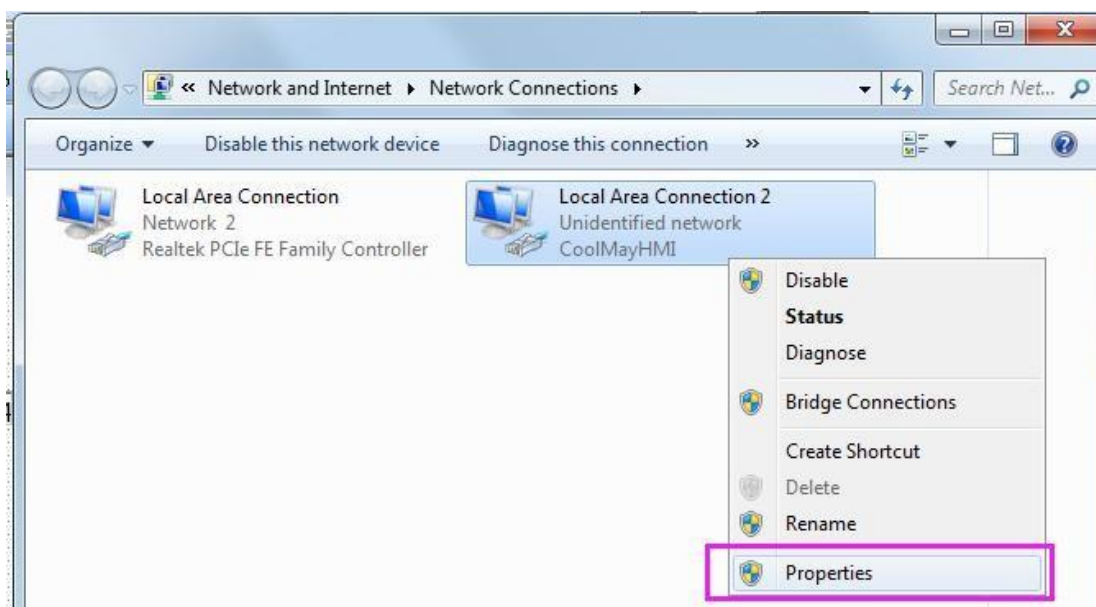 « Network and Internet ▸ Network Connections ▸
Search Net...
Organize ▾ Disable this network device Diagnose this connection »
Local Area Connection
Network 2
Realtek PCIe FE Family Controller
Local Area Connection 2
Unidentified network
CoolMayHMI
Disable
Status
Diagnose
Bridge Connections
Create Shortcut
Delete
Rename
Properties